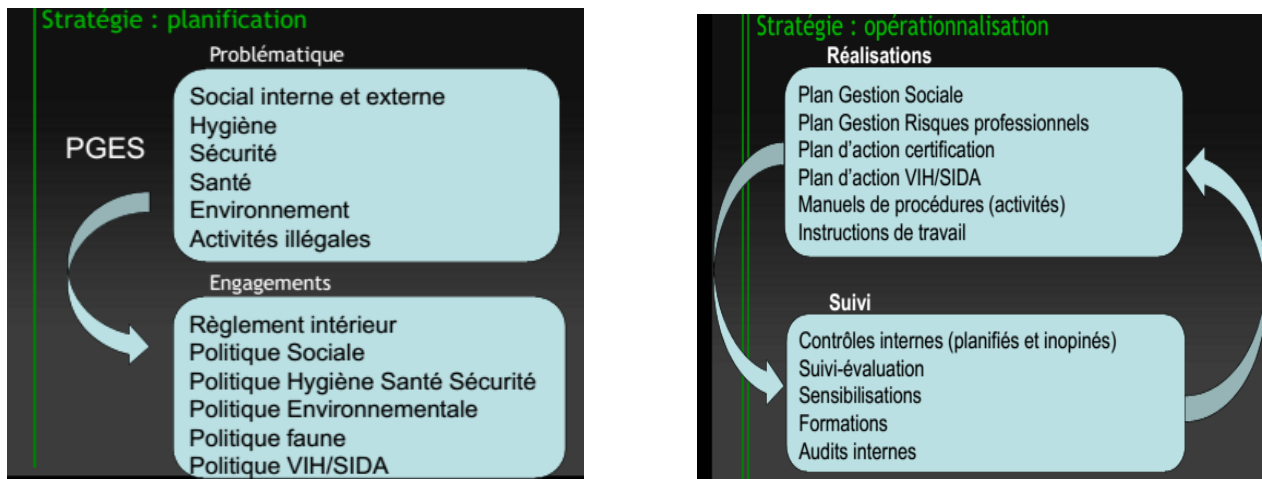 Stratégie : planification
Problématique
Social interne et externe
Hygiène
PGES
Sécurité
Santé
Environnement
Activités illégales
Engagements
Règlement intérieur
Politique Sociale
Politique Hygiène Santé Sécurité
Politique Environnementale
Politique faune
Politique VIH/SIDA
Stratégie : opérationnalisation
Réalisations
Plan Gestion Sociale
Plan Gestion Risques professionnels
Plan d'action certification
Plan d'action VIH/SIDA
Manuels de procédures (activités)
Instructions de travail
Suivi
Contrôles internes (planifiés et inopinés)
Suivi-évaluation
Sensibilisations
Formations
Audits internes